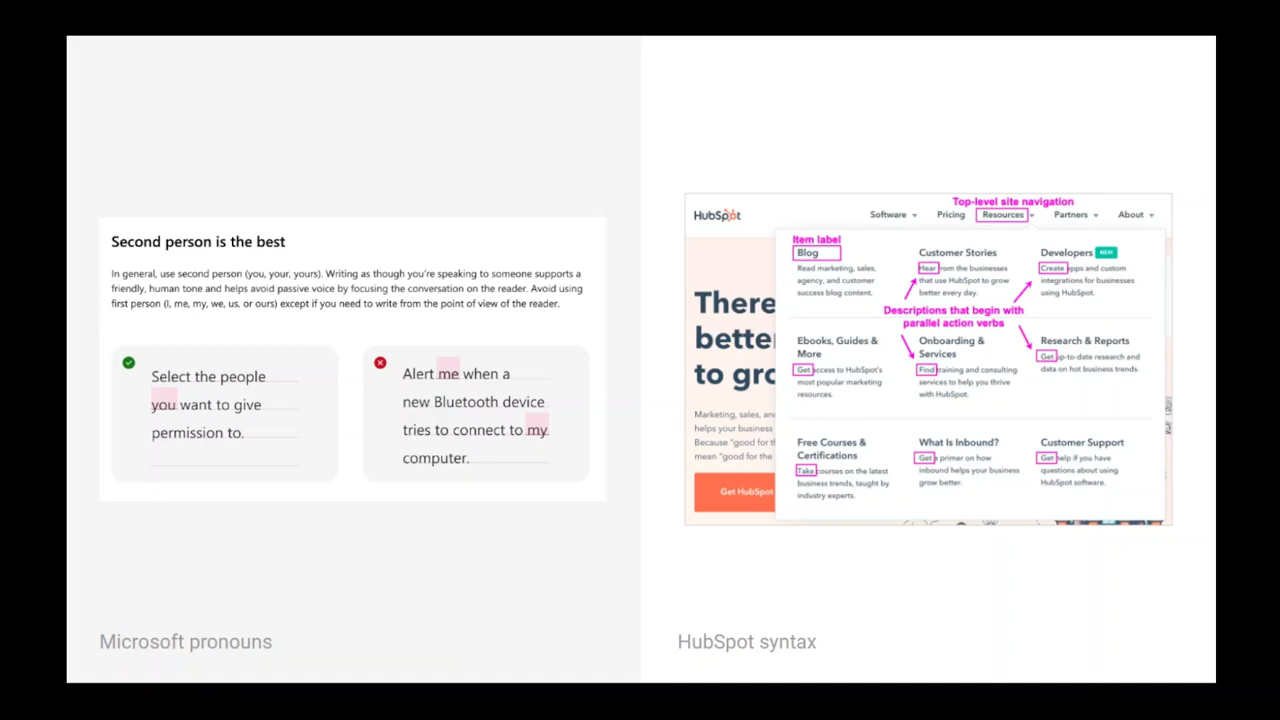 Second person is the best
In general, use second person (you, your, yours). Writing as though you're speaking to someone supports a
friendly, human tone and helps avoid passive voice by focusing the conversation on the reader. Avoid using
first person (I, me, my, we, us, or ours) except if you need to write from the point of view of the reader.
Select the people
you want to give
permission to.
Alert me when a
new Bluetooth device
tries to connect to my
computer.
Microsoft pronouns
Top-level site navigation
HubSpot
Software
Pricing
Resources
Partners
About
Item label
Blog
Read marketing, sales,
agency, and customer
success blog content.
Customer Stories
Hear from the businesses
that use HubSpot to grow
better every day.
Developers NEW
Create apps and custom
integrations for businesses
using HubSpot.
Descriptions that begin with
parallel action verbs
Ebooks, Guides &
More
Get access to HubSpot's
most popular marketing
resources.
Onboarding &
Services
Find training and consulting
services to help you thrive
with HubSpot.
Research & Reports
Get up-to-date research and
data on hot business trends.
Free Courses &
Certifications
Take courses on the latest
business trends, taught by
industry experts.
What Is Inbound?
Get a primer on how
inbound helps your business
grow better.
Customer Support
Get help if you have
questions about using
HubSpot software.
There
bette
to gro
Marketing, sales, and
helps your business
Because "good for th
mean "good for the
Get HubSpot
HubSpot syntax